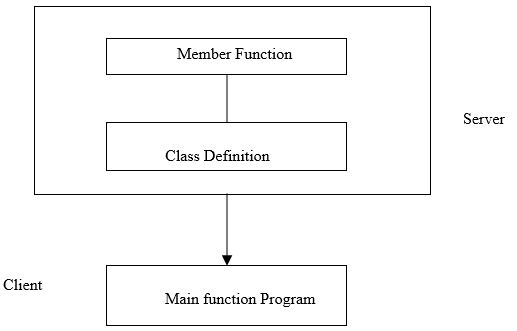 Member Function
Server
Class Definition
Client
Main function Program